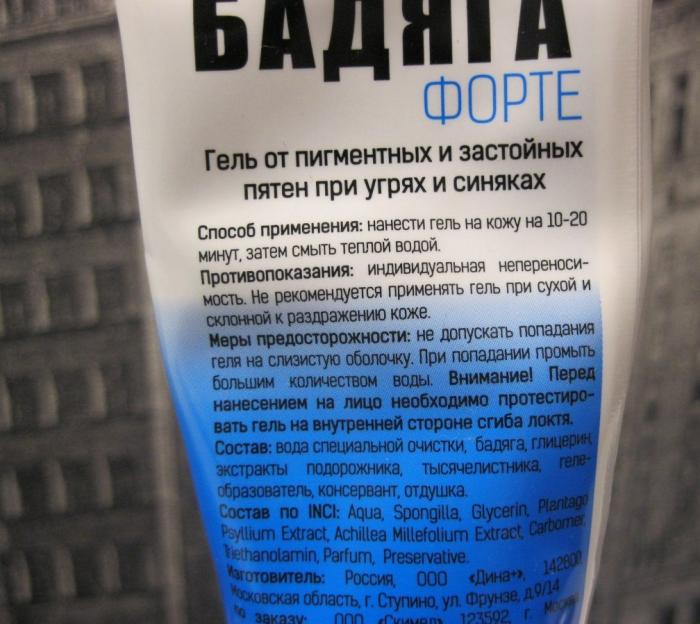 БАДЯГА
ФОРТЕ
Гель от пигментных и застойных
пятен при угрях и синяках
Способ применения: нанести гель на кожу на 10-20
минут, затем смыть теплой водой.
Противопоказания: индивидуальная непереноси-
мость. Не рекомендуется применять гель при сухой и
склонной к раздражению коже.
Меры предосторожности: не допускать попадания
геля на слизистую оболочку. При попадании промыть
большим количеством воды. Внимание! Перед
нанесением на лицо необходимо протестиро-
вать гель на внутренней стороне сгиба локтя.
Состав: вода специальной очистки, бадяга, глицерин,
экстракты подорожника, тысячелистника, геле-
образователь, консервант, отдушка.
Состав по INCI: Aqua, Spongilla, Glycerin, Plantago
Psyllium Extract, Achillea Millefolium Extract, Carbomer,
Triethanolamin, Parfum, Preservative.
Изготовитель: Россия, ООО «Дина+», 142800,
Московская область, г. Ступино, ул. Фрунзе, д.9/14
по заказу: ООО «Скимед» 123592, г. Москва